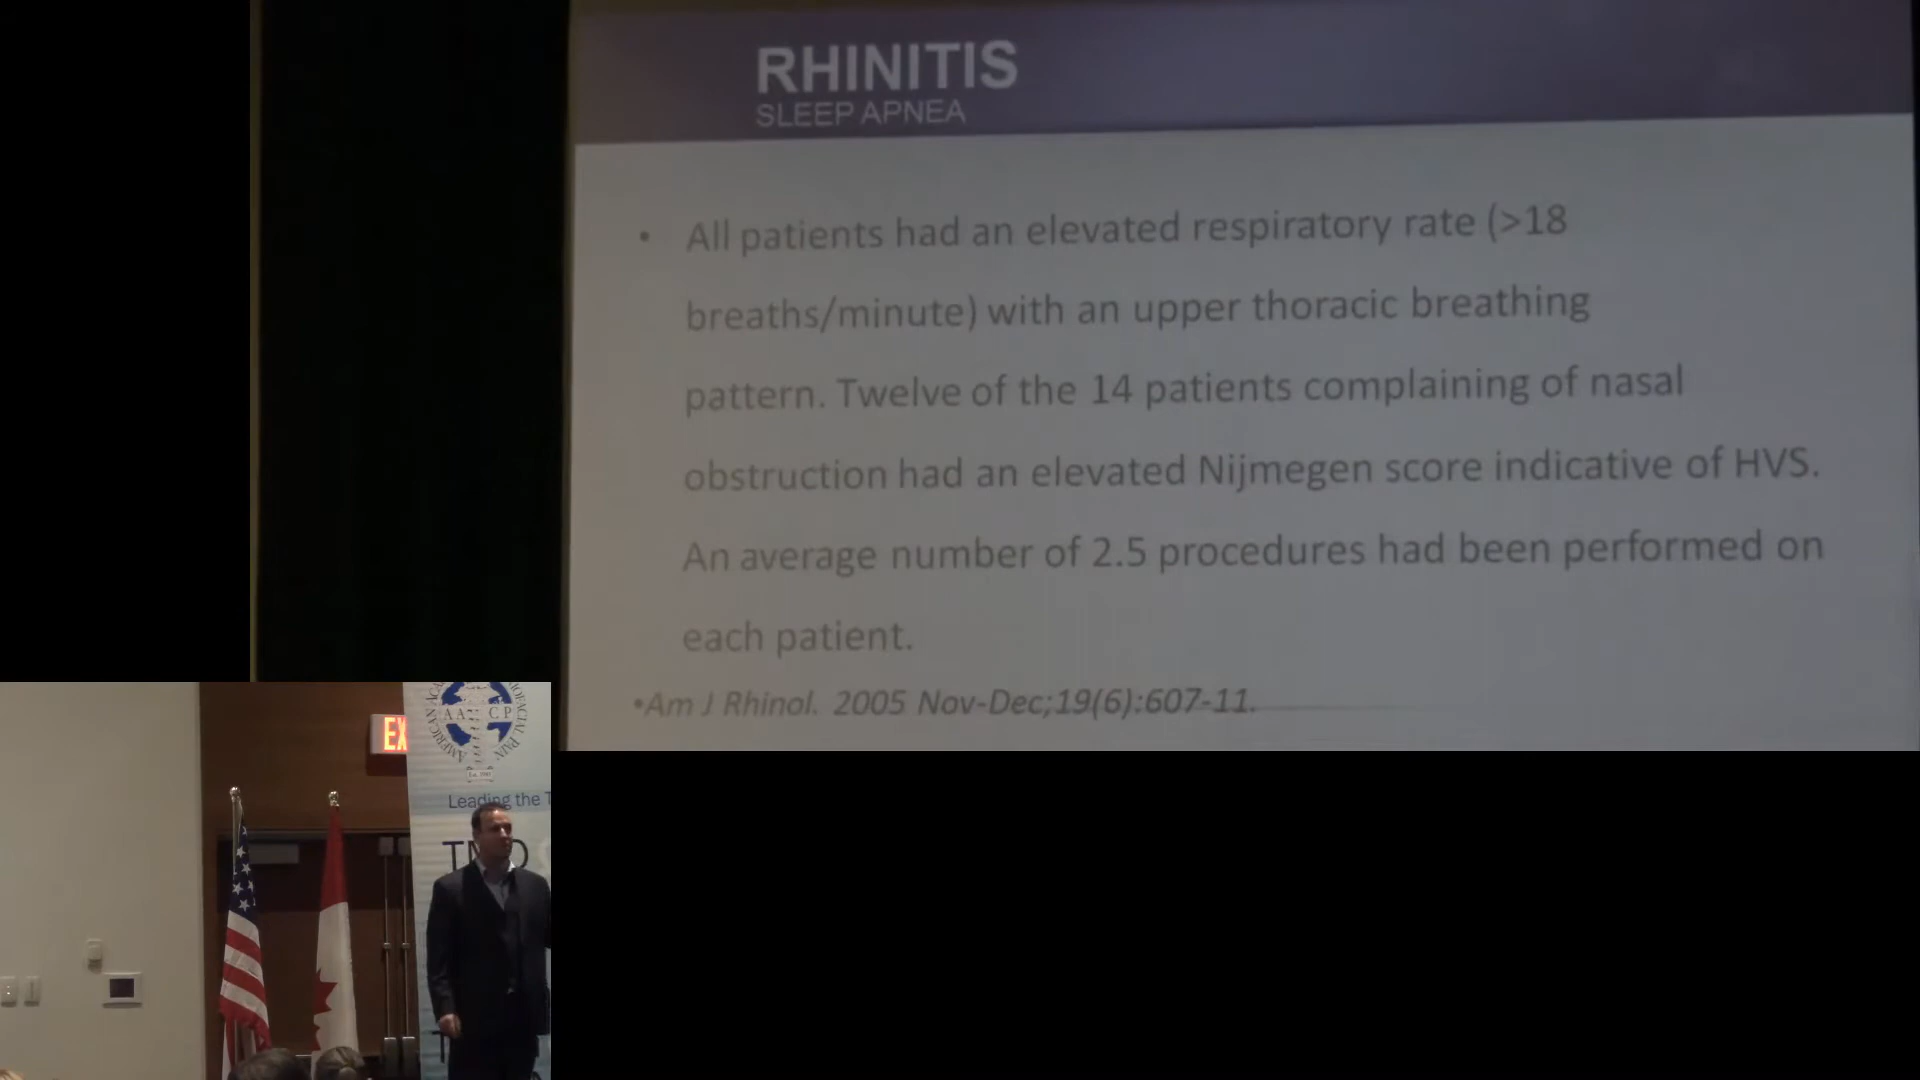 RHINITIS
SLEEP APNEA
• All patients had an elevated respiratory rate (>18
breaths/minute) with an upper thoracic breathing
pattern. Twelve of the 14 patients complaining of nasal
obstruction had an elevated Nijmegen score indicative of HVS.
An average number of 2.5 procedures had been performed on
each patient.
•Am J Rhinol. 2005 Nov-Dec;19(6):607-11.
EX
AMERICAN
PAIN
Leading the T